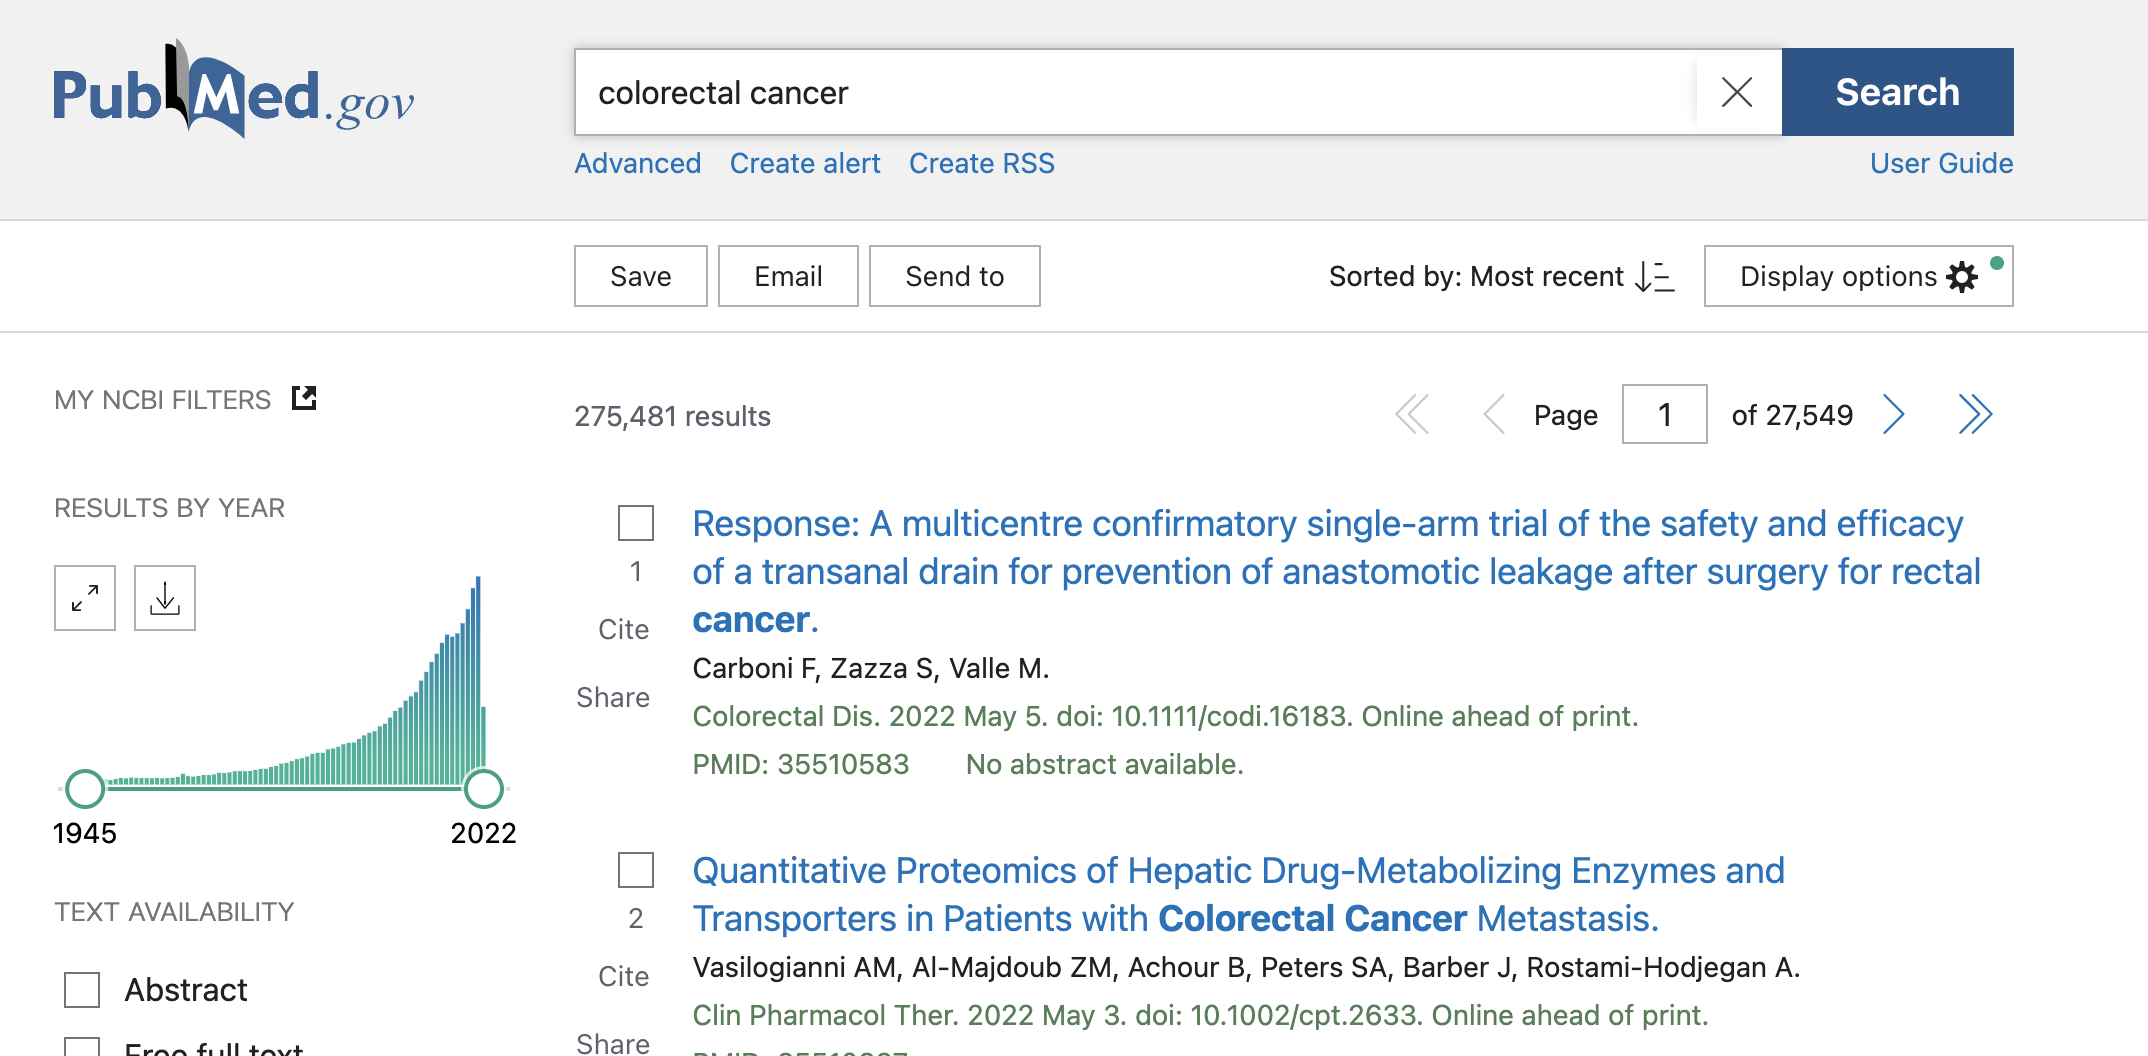 PubMed.gov
colorectal cancer
Search
Advanced Create alert Create RSS
User Guide
Save Email Send to
Sorted by: Most recent
Display options
MY NCBI FILTERS
275,481 results
Page 1 of 27,549
RESULTS BY YEAR
1945 2022
TEXT AVAILABILITY
Abstract
Free full text
1
Cite
Share
Response: A multicentre confirmatory single-arm trial of the safety and efficacy
of a transanal drain for prevention of anastomotic leakage after surgery for rectal
cancer.
Carboni F, Zazza S, Valle M.
Colorectal Dis. 2022 May 5. doi: 10.1111/codi.16183. Online ahead of print.
PMID: 35510583 No abstract available.
2
Cite
Share
Quantitative Proteomics of Hepatic Drug-Metabolizing Enzymes and
Transporters in Patients with Colorectal Cancer Metastasis.
Vasilogianni AM, Al-Majdoub ZM, Achour B, Peters SA, Barber J, Rostami-Hodjegan A.
Clin Pharmacol Ther. 2022 May 3. doi: 10.1002/cpt.2633. Online ahead of print.
PMID: